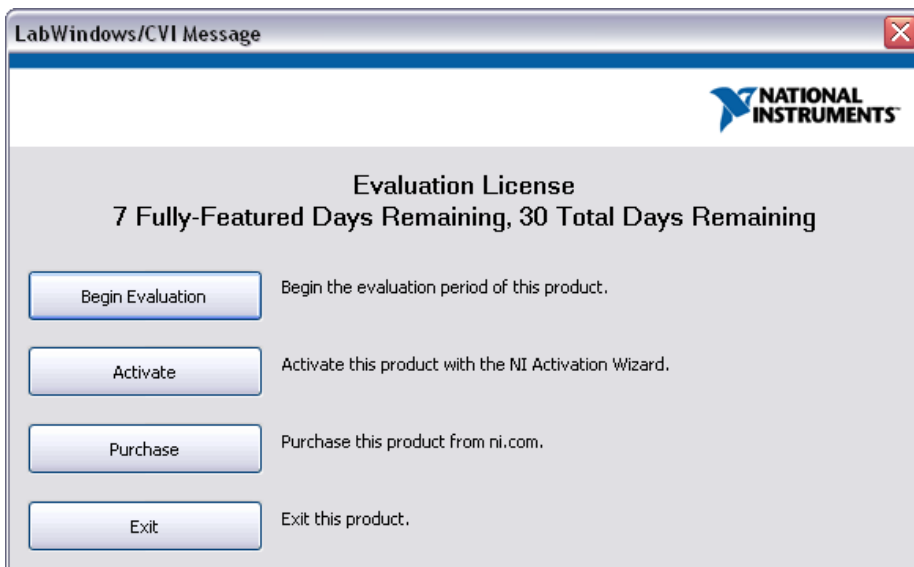 LabWindows/CVI Message
NATIONAL
INSTRUMENTS™
Evaluation License
7 Fully-Featured Days Remaining, 30 Total Days Remaining
Begin Evaluation
Begin the evaluation period of this product.
Activate
Activate this product with the NI Activation Wizard.
Purchase
Purchase this product from ni.com.
Exit
Exit this product.